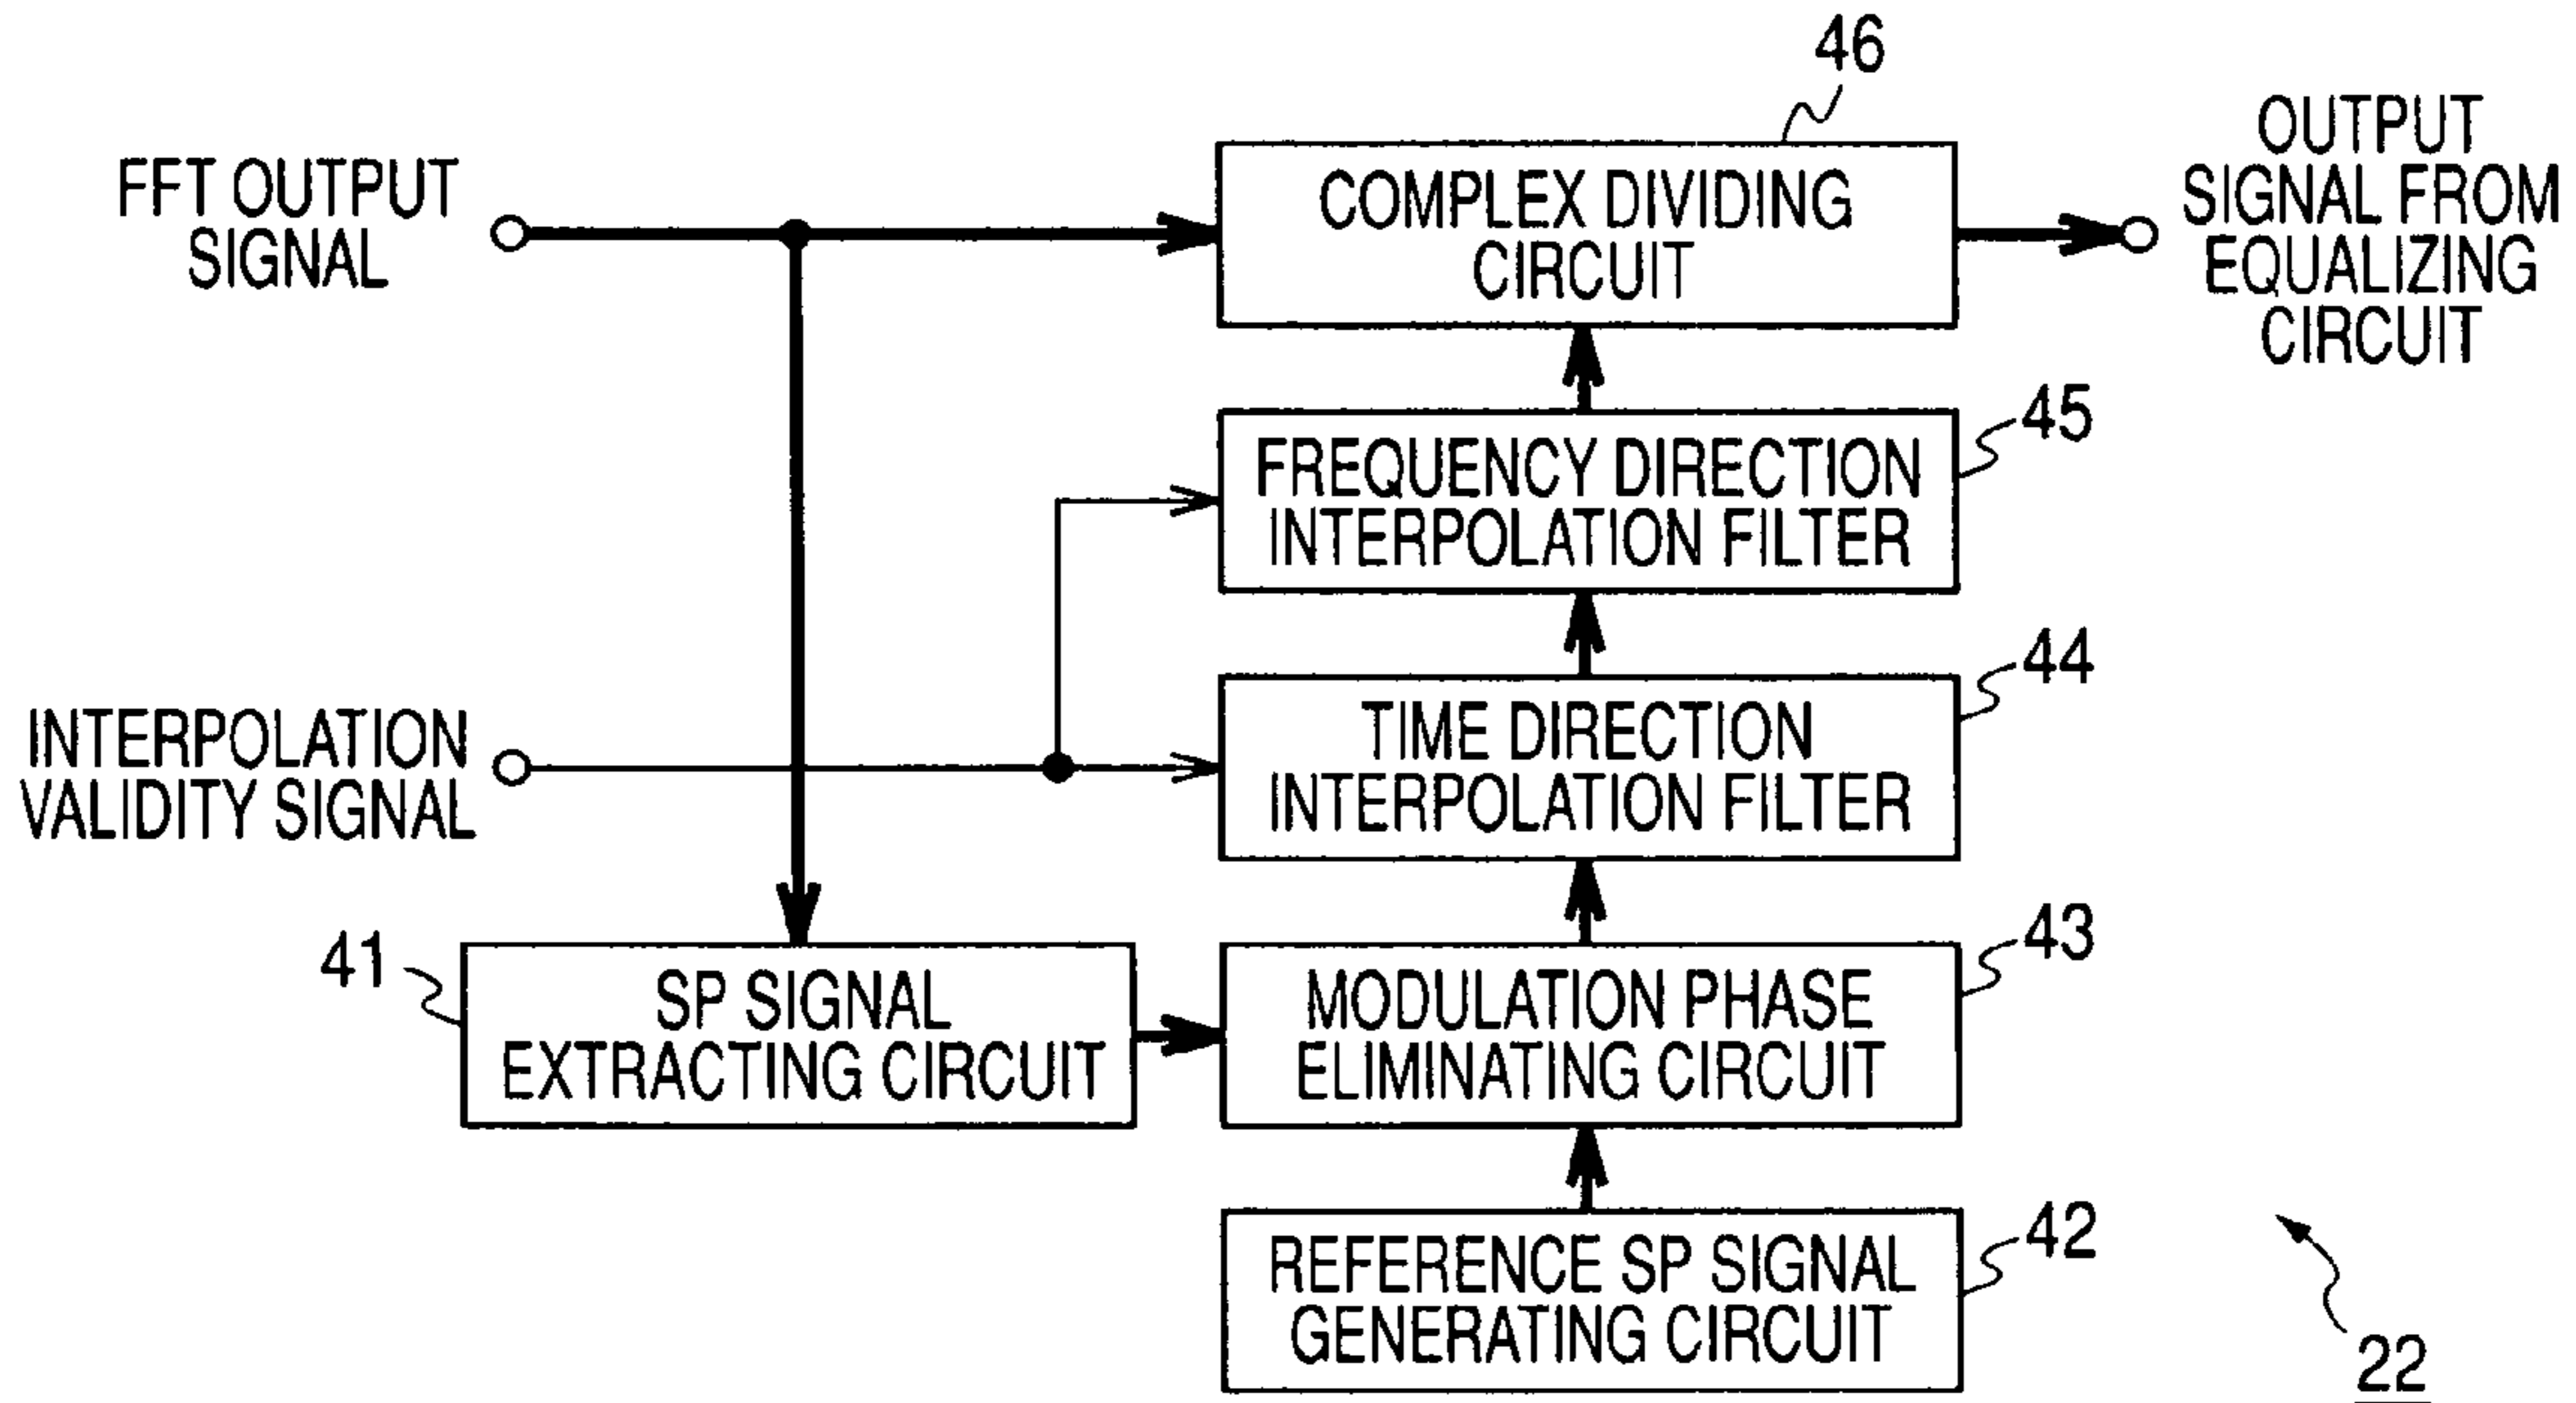 46
FFT OUTPUT
SIGNAL
COMPLEX DIVIDING
CIRCUIT
OUTPUT
SIGNAL FROM
EQUALIZING
CIRCUIT
45
FREQUENCY DIRECTION
INTERPOLATION FILTER
44
INTERPOLATION
VALIDITY SIGNAL
TIME DIRECTION
INTERPOLATION FILTER
41
SP SIGNAL
EXTRACTING CIRCUIT
43
MODULATION PHASE
ELIMINATING CIRCUIT
42
REFERENCE SP SIGNAL
GENERATING CIRCUIT
22